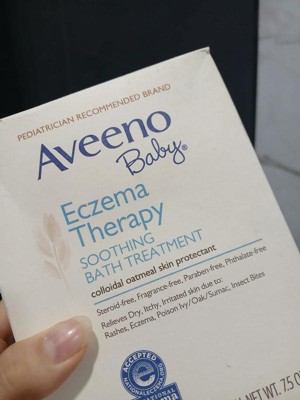 PEDIATRICIAN RECOMMENDED BRAND
Aveeno
Baby®
Eczema
Therapy
SOOTHING
BATH TREATMENT
colloidal oatmeal skin protectant
Steroid-free, Fragrance-free, Paraben-free, Phthalate-free
Relieves Dry, Itchy, Irritated skin due to:
Rashes, Eczema, Poison Ivy/Oak/Sumac, Insect Bites
ACCEPTED
NET WT. 7.5